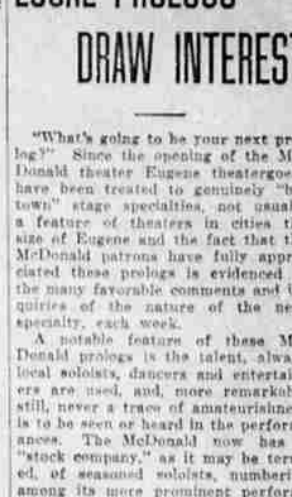 LOCAL PROLOGS
DRAW INTERES
"What's going to be your next pr
log?" Since the opening of the M
Donald theater Eugene theatergoe
have been treated to genuinely "b
town" stage specialties, not usual
a feature of theaters in cities t
size of Eugene and the fact that t
McDonald patrons have fully appr
ciated these prologs is evidenced
the many favorable comments and i
quiries of the nature of the ne
specialty, each week.
A notable feature of these M
Donald prologs is the talent, alwa
local soloists, dancers and entertai
ers are used, and, more remarkab
still, never a trace of amateurishne
is to be seen or heard in the perfor
ances. The McDonald now has
"stock company," as it may be ter
ed, of seasoned soloists, numberi
among its more prominent perfor